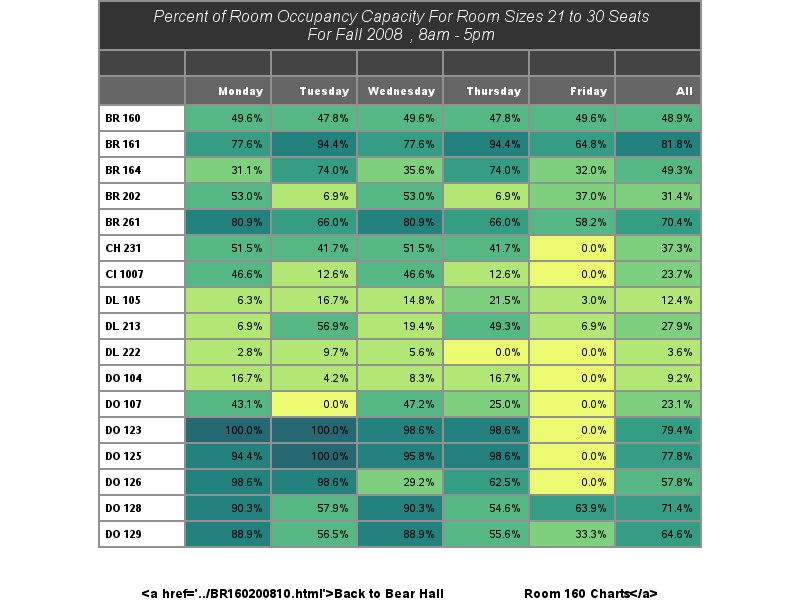 Percent of Room Occupancy Capacity For Room Sizes 21 to 30 Seats
For Fall 2008 , 8am - 5pm
Monday Tuesday Wednesday Thursday Friday All
BR 160 49.6% 47.8% 49.6% 47.8% 49.6% 48.9%
BR 161 77.6% 94.4% 77.6% 94.4% 64.8% 81.8%
BR 164 31.1% 74.0% 35.6% 74.0% 32.0% 49.3%
BR 202 53.0% 6.9% 53.0% 6.9% 37.0% 31.4%
BR 261 80.9% 66.0% 80.9% 66.0% 58.2% 70.4%
CH 231 51.5% 41.7% 51.5% 41.7% 0.0% 37.3%
CI 1007 46.6% 12.6% 46.6% 12.6% 0.0% 23.7%
DL 105 6.3% 16.7% 14.8% 21.5% 3.0% 12.4%
DL 213 6.9% 56.9% 19.4% 49.3% 6.9% 27.9%
DL 222 2.8% 9.7% 5.6% 0.0% 0.0% 3.6%
DO 104 16.7% 4.2% 8.3% 16.7% 0.0% 9.2%
DO 107 43.1% 0.0% 47.2% 25.0% 0.0% 23.1%
DO 123 100.0% 100.0% 98.6% 98.6% 0.0% 79.4%
DO 125 94.4% 100.0% 95.8% 98.6% 0.0% 77.8%
DO 126 98.6% 98.6% 29.2% 62.5% 0.0% 57.8%
DO 128 90.3% 57.9% 90.3% 54.6% 63.9% 71.4%
DO 129 88.9% 56.5% 88.9% 55.6% 33.3% 64.6%
<a href='../BR160200810.html'>Back to Bear Hall Room 160 Charts</a>